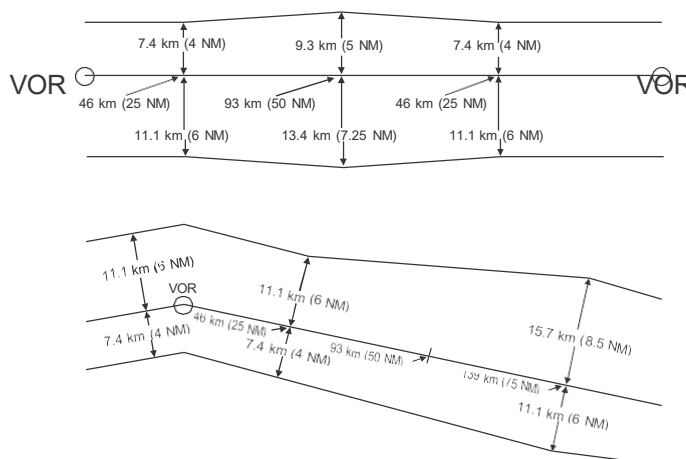 7.4 km (4 NM)
9.3 km (5 NM)
7.4 km (4 NM)
VOR
VOR
46 km (25 NM)
93 km (50 NM)
46 km (25 NM)
11.1 km (6 NM)
13.4 km (7.25 NM)
11.1 km (6 NM)
11.1 km (6 NM)
VOR
11.1 km (6 NM)
7.4 km (4 NM)
46 km (25 NM)
7.4 km (4 NM)
93 km (50 NM)
15.7 km (8.5 NM)
139 km (75 NM)
11.1 km (6 NM)